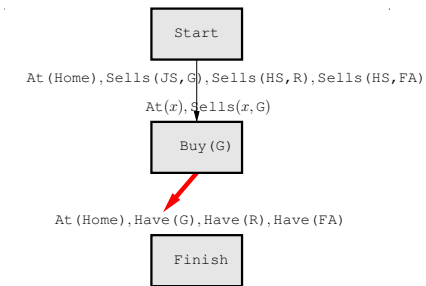 Start
At(Home),Sells(JS,G),Sells(HS,R),Sells(HS,FA)
At(x),Sells(x,G)
Buy(G)
At(Home),Have(G),Have(R),Have(FA)
Finish